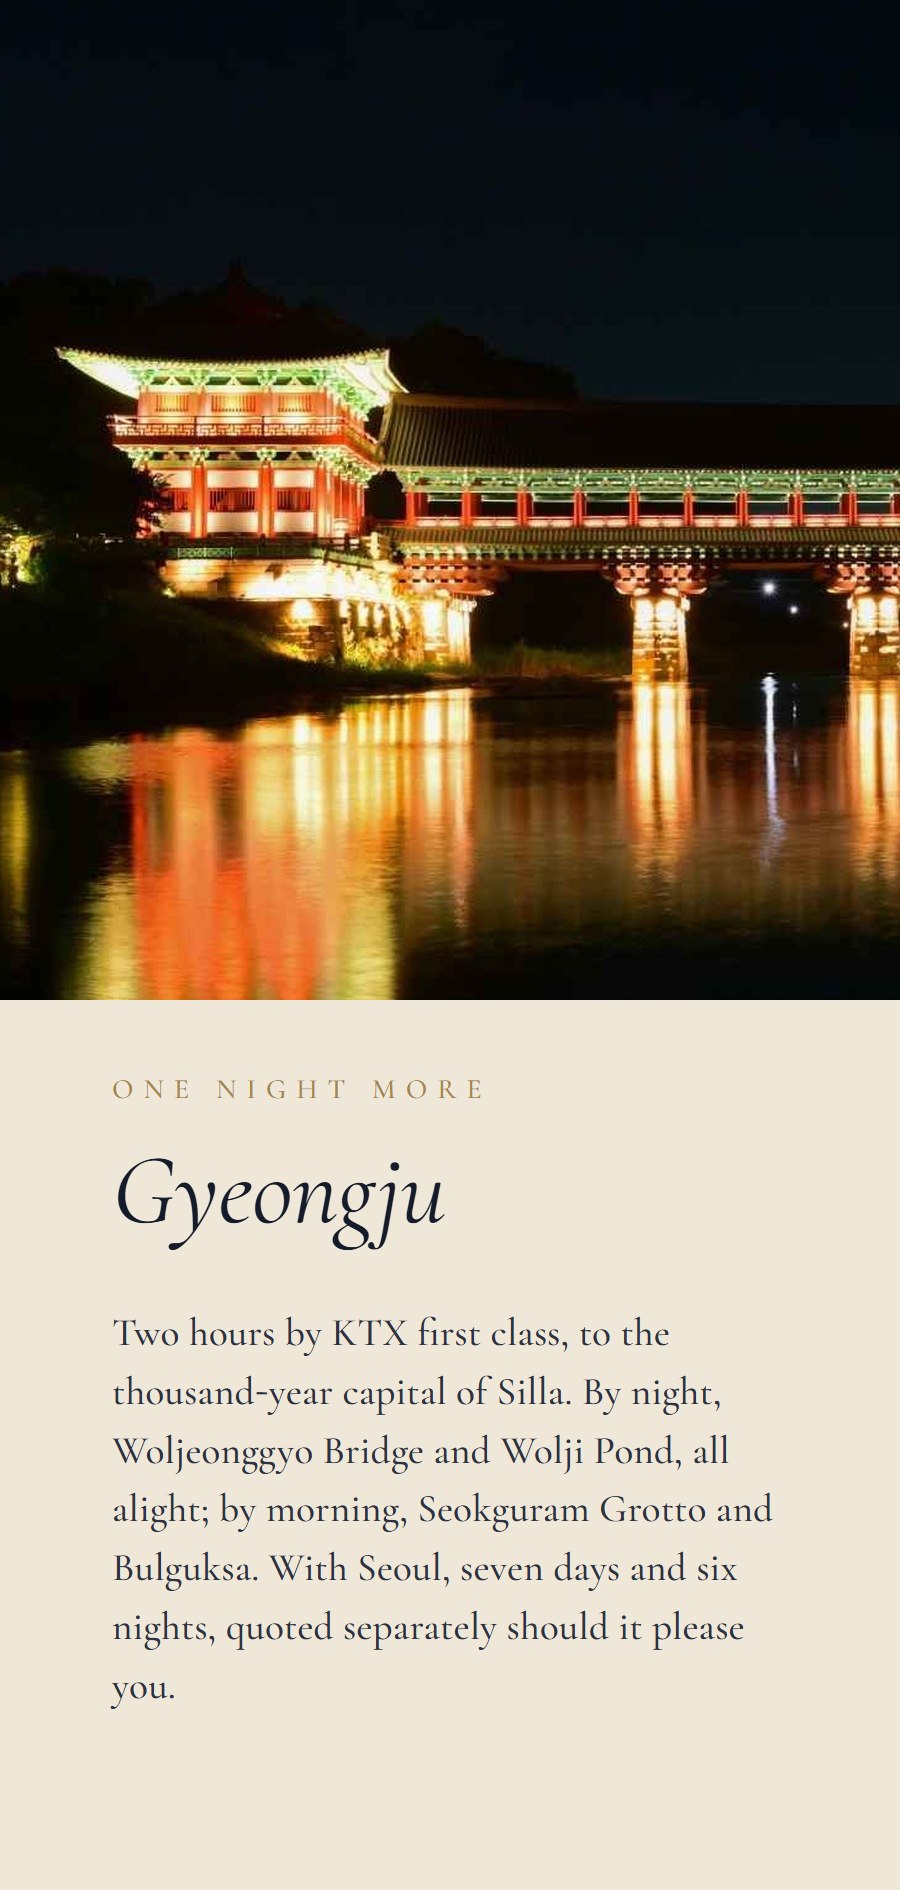 ONE NIGHT MORE
Gyeongju
Two hours by KTX first class, to the
thousand-year capital of Silla. By night,
Woljeonggyo Bridge and Wolji Pond, all
alight; by morning, Seokguram Grotto and
Bulguksa. With Seoul, seven days and six
nights, quoted separately should it please
you.